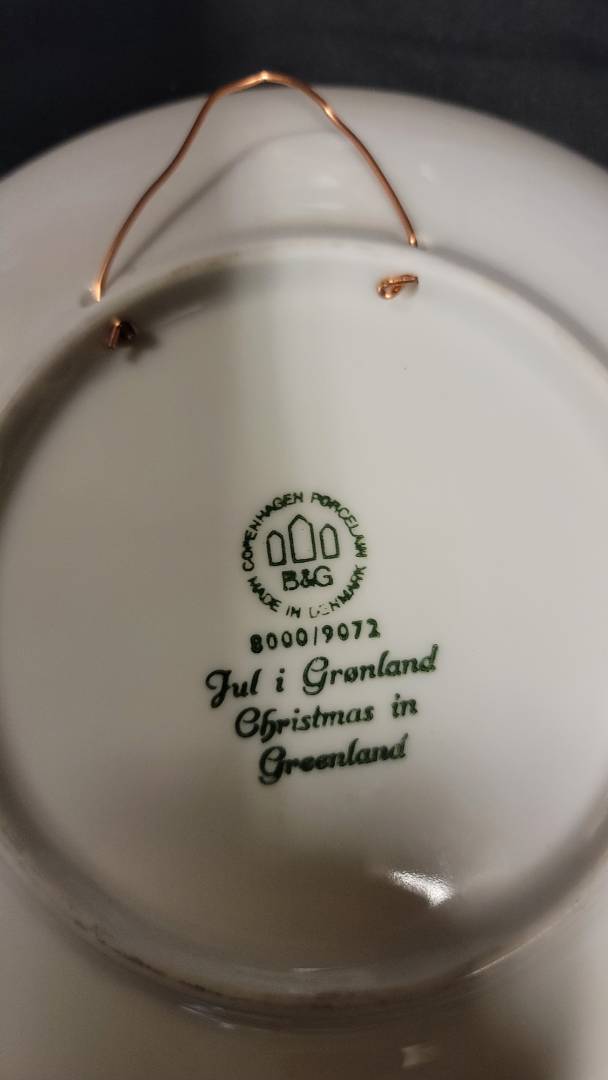 COPENHAGEN PORCELAIN
B&G
MADE IN DENMARK
8000/9072
Jul i Grønland
Christmas in
Greenland